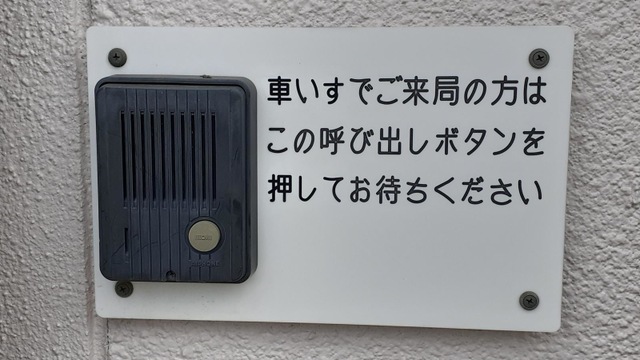 車いすでご来局の方は
この呼び出しボタンを
押してお待ちください